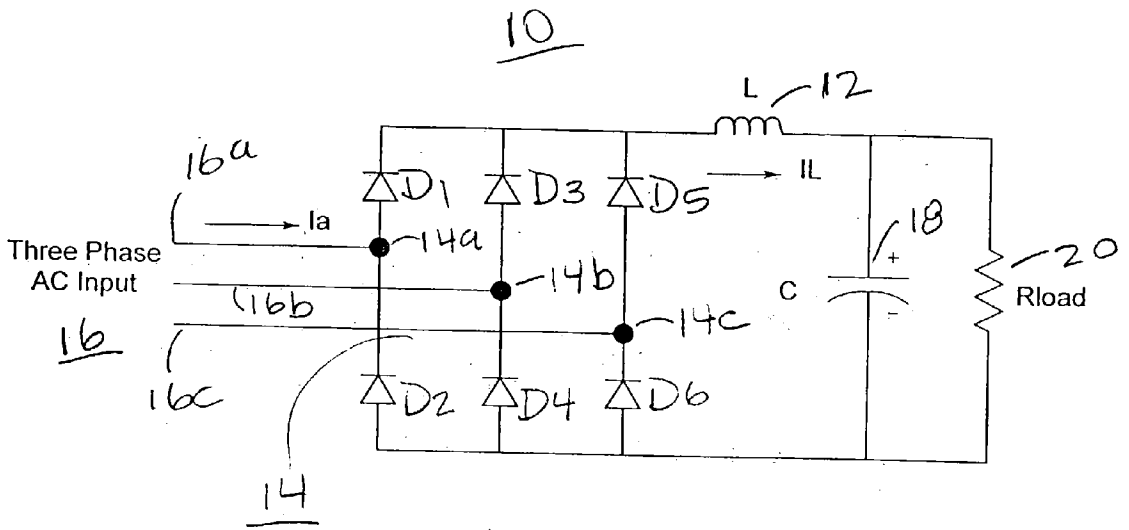 10
L 12
16a
D1 D3 D5
IL
Ia
14a
18
20
Three Phase
AC Input
16b
14b
+
C
Rload
-
16
14c
16c
D2 D4 D6
14